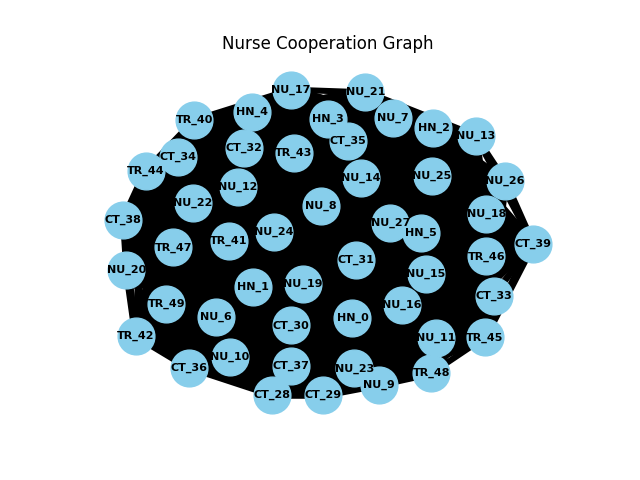 Nurse Cooperation Graph
NU_17
NU_21
HN_4
TR_40
HN_3
NU_7
HN_2
NU_13
CT_35
CT_32
TR_43
CT_34
TR_44
NU_14
NU_25
NU_26
NU_12
NU_22
NU_8
NU_18
CT_38
NU_27
HN_5
NU_24
TR_41
TR_47
CT_39
TR_46
CT_31
NU_20
NU_15
HN_1
NU_19
CT_33
TR_49
NU_16
NU_6
HN_0
CT_30
TR_42
NU_11
TR_45
NU_10
CT_37
CT_36
NU_23
TR_48
NU_9
CT_28
CT_29